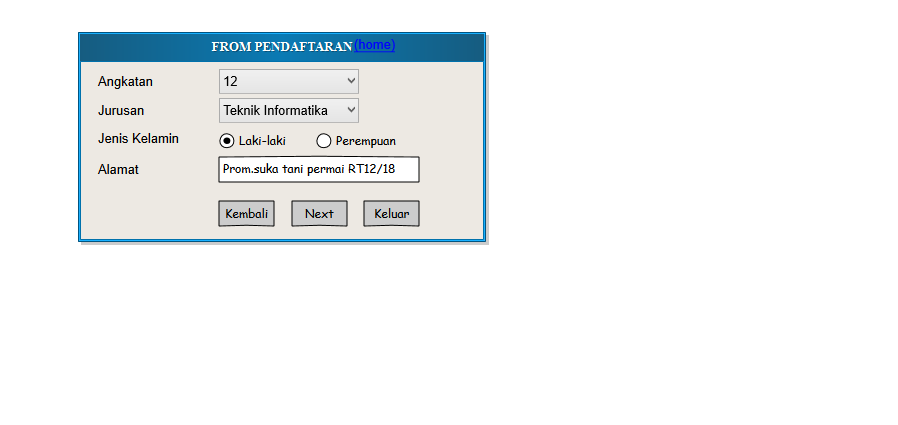 FROM PENDAFTARAN (home)
Angkatan 12
Jurusan Teknik Informatika
Jenis Kelamin Laki-laki Perempuan
Alamat Prom.suka tani permai RT12/18
Kembali Next Keluar